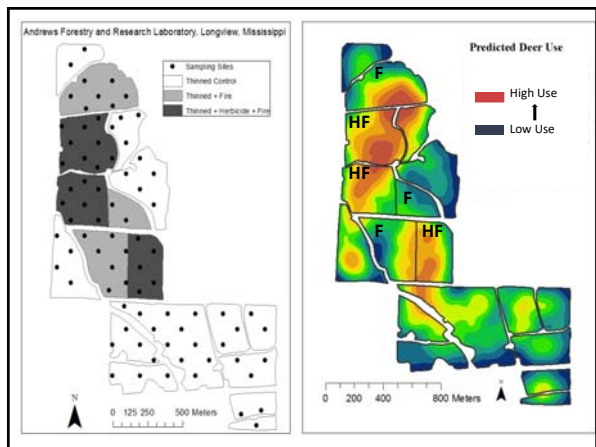 Andrews Forestry and Research Laboratory, Longview, Mississippi
Sampling Sites
Thinned Control
Thinned + Fire
Thinned + Herbicide + Fire
N
0 125 250 500 Meters
Predicted Deer Use
High Use
Low Use
F
HF
HF
F
F
HF
0 200 400 800 Meters
N